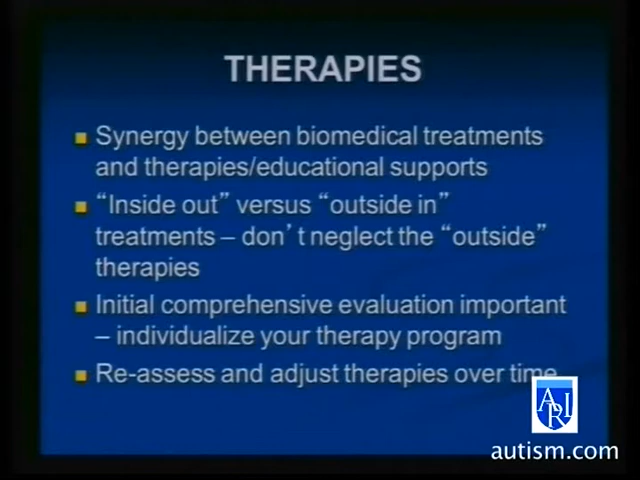 THERAPIES
Synergy between biomedical treatments
and therapies/educational supports
“Inside out” versus “outside in”
treatments – don’t neglect the “outside”
therapies
Initial comprehensive evaluation important
– individualize your therapy program
Re-assess and adjust therapies over time
ARI
autism.com